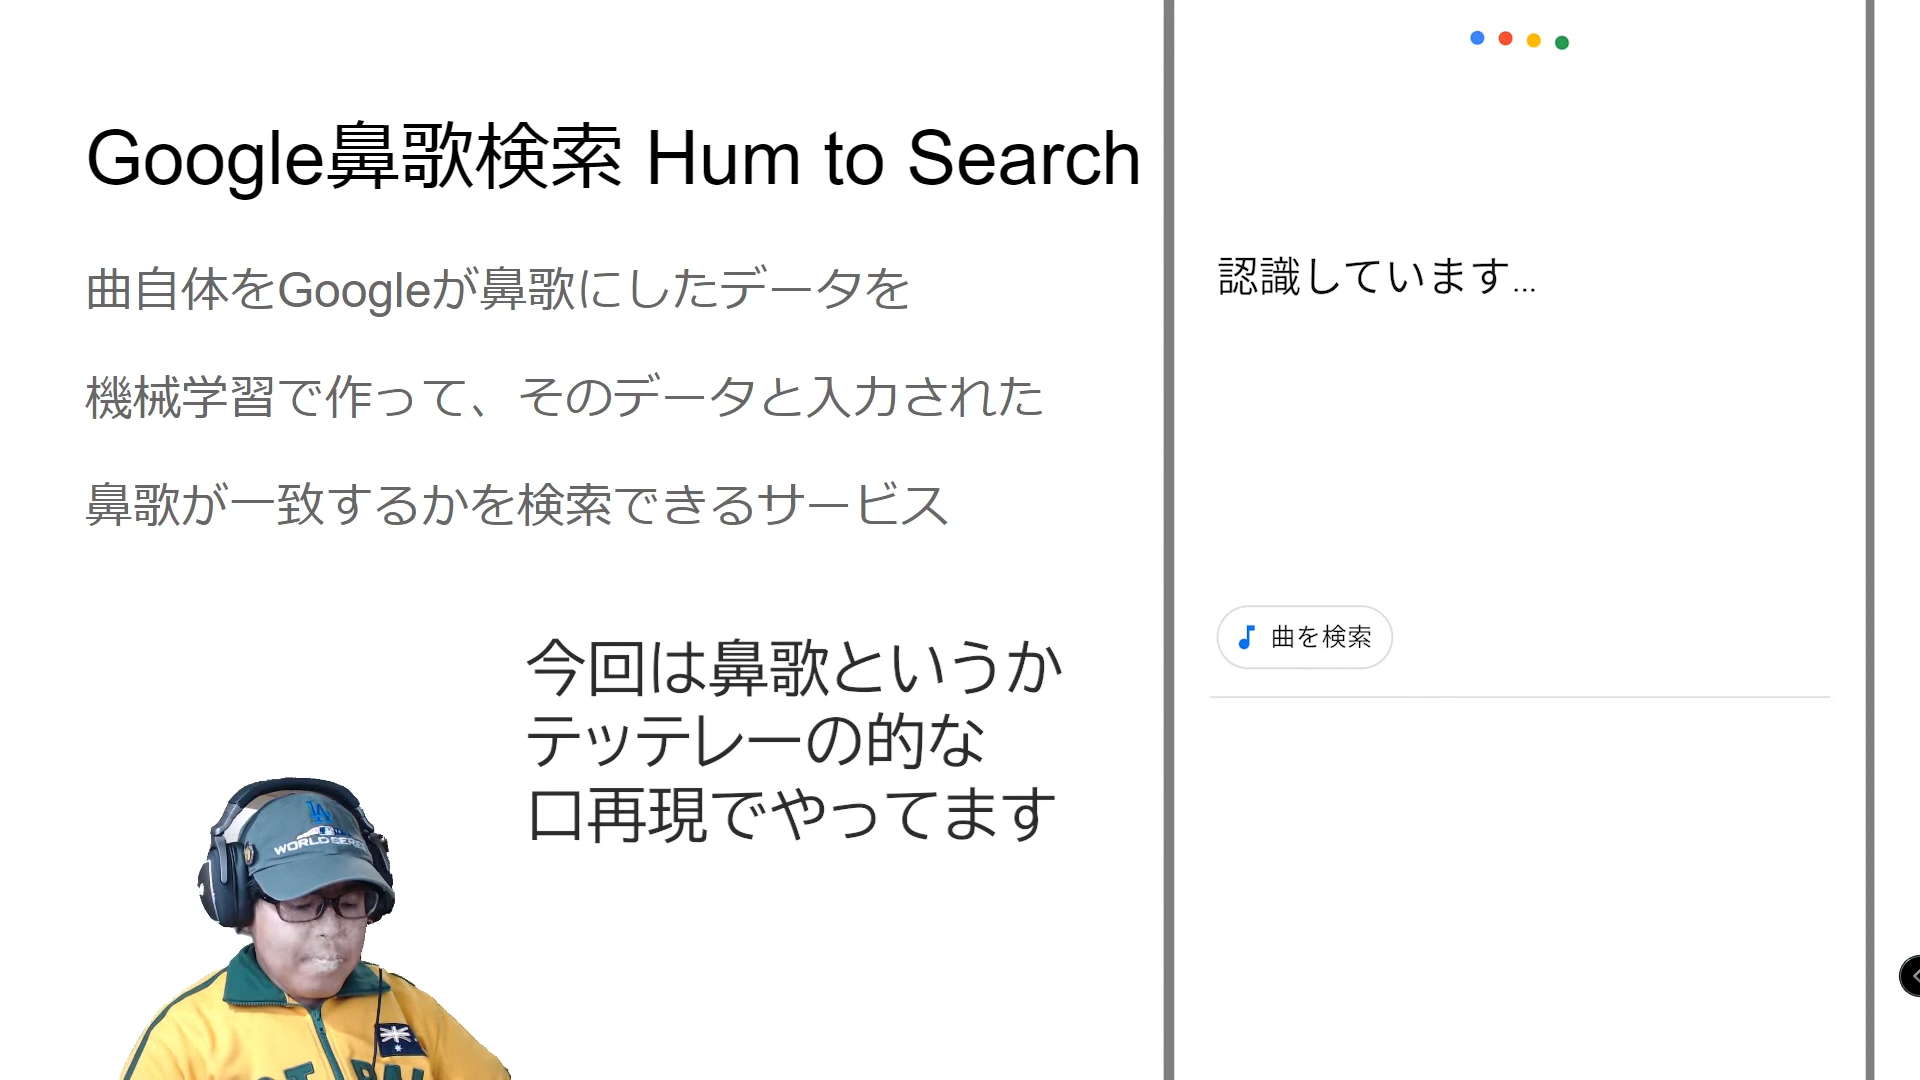 Google鼻歌検索 Hum to Search
曲自体をGoogleが鼻歌にしたデータを
機械学習で作って、そのデータと入力された
鼻歌が一致するかを検索できるサービス
今回は鼻歌というか
テッテレーの的な
口再現でやってます
認識しています...
曲を検索
LA